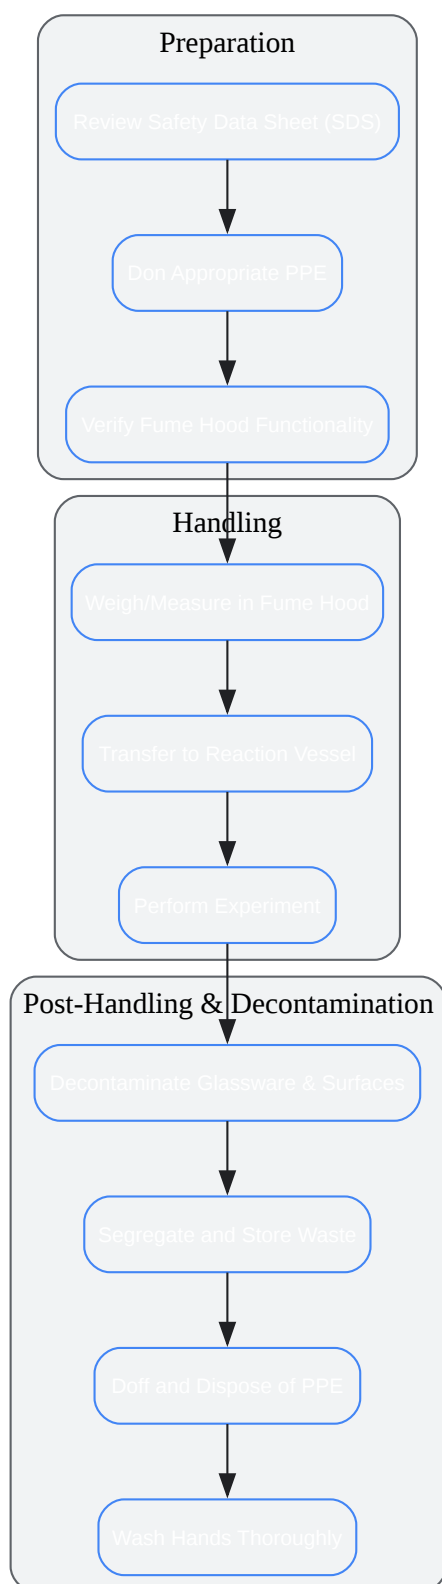 Preparation
Review Safety Data Sheet (SDS)
Don Appropriate PPE
Verify Fume Hood Functionality
Handling
Weigh/Measure in Fume Hood
Transfer to Reaction Vessel
Perform Experiment
Post-Handling & Decontamination
Decontaminate Glassware & Surfaces
Segregate and Store Waste
Doff and Dispose of PPE
Wash Hands Thoroughly